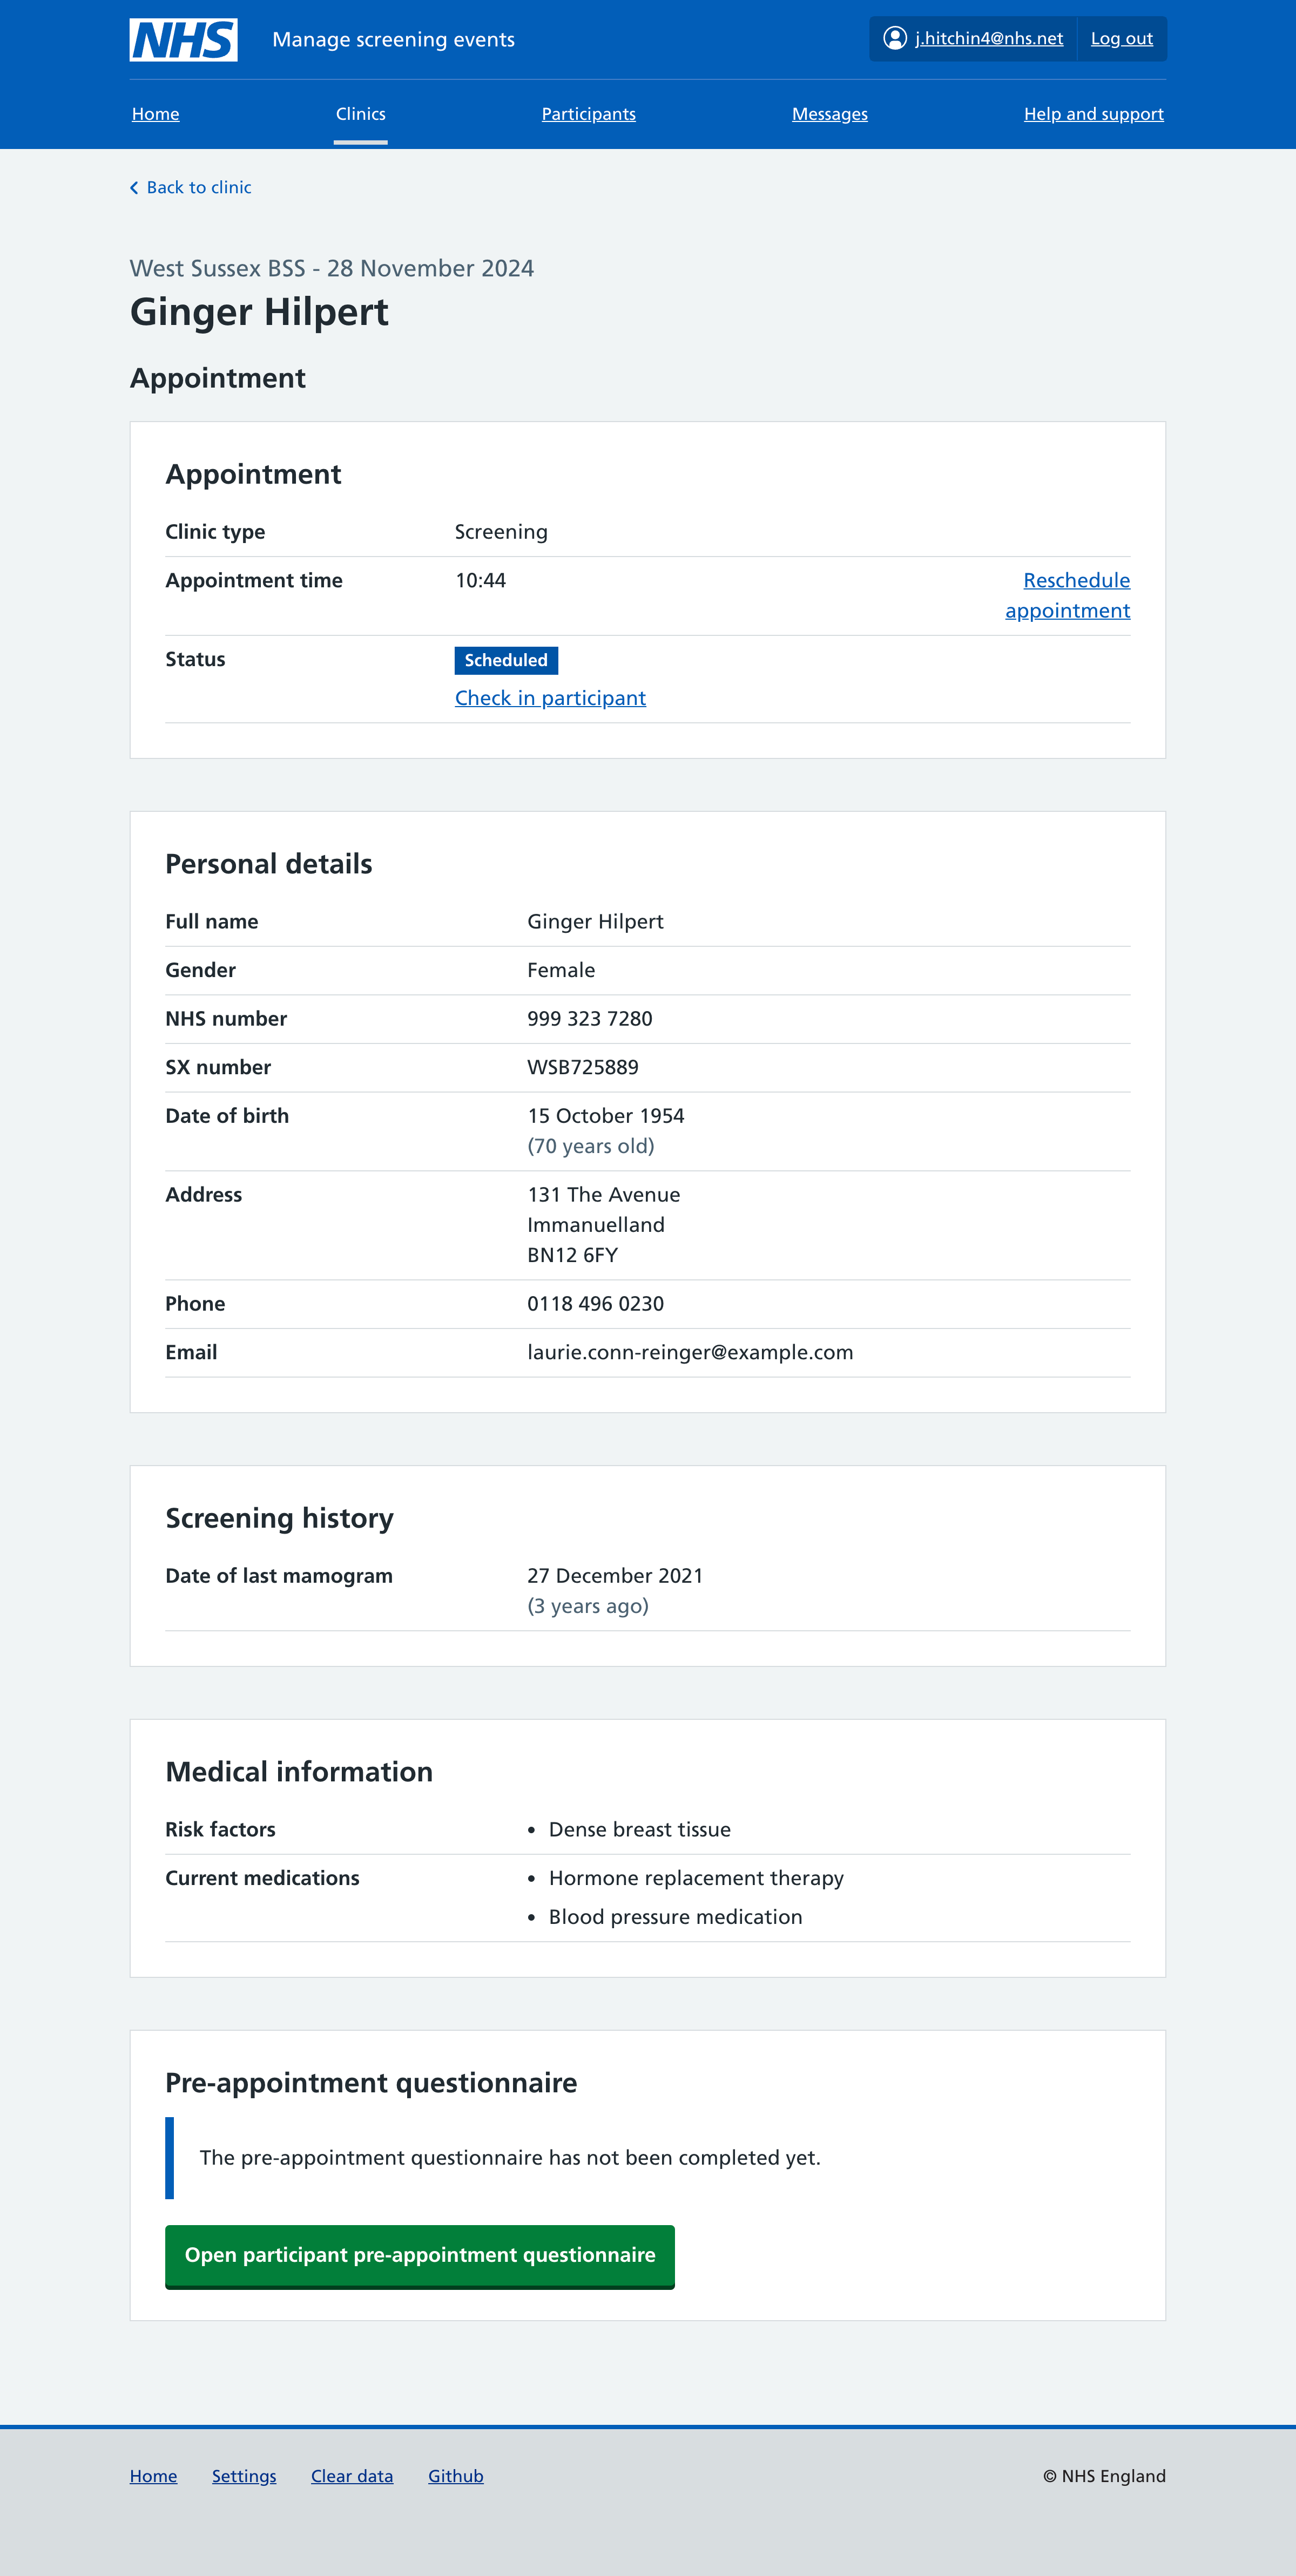 NHS Manage screening events j.hitchin4@nhs.net Log out
Home Clinics Participants Messages Help and support
Back to clinic
West Sussex BSS - 28 November 2024
Ginger Hilpert
Appointment
Appointment
Clinic type Screening
Appointment time 10:44 Reschedule
appointment
Status Scheduled
Check in participant
Personal details
Full name Ginger Hilpert
Gender Female
NHS number 999 323 7280
SX number WSB725889
Date of birth 15 October 1954
(70 years old)
Address 131 The Avenue
Immanuelland
BN12 6FY
Phone 0118 496 0230
Email laurie.conn-reinger@example.com
Screening history
Date of last mamogram 27 December 2021
(3 years ago)
Medical information
Risk factors • Dense breast tissue
Current medications • Hormone replacement therapy
• Blood pressure medication
Pre-appointment questionnaire
The pre-appointment questionnaire has not been completed yet.
Open participant pre-appointment questionnaire
Home Settings Clear data Github © NHS England